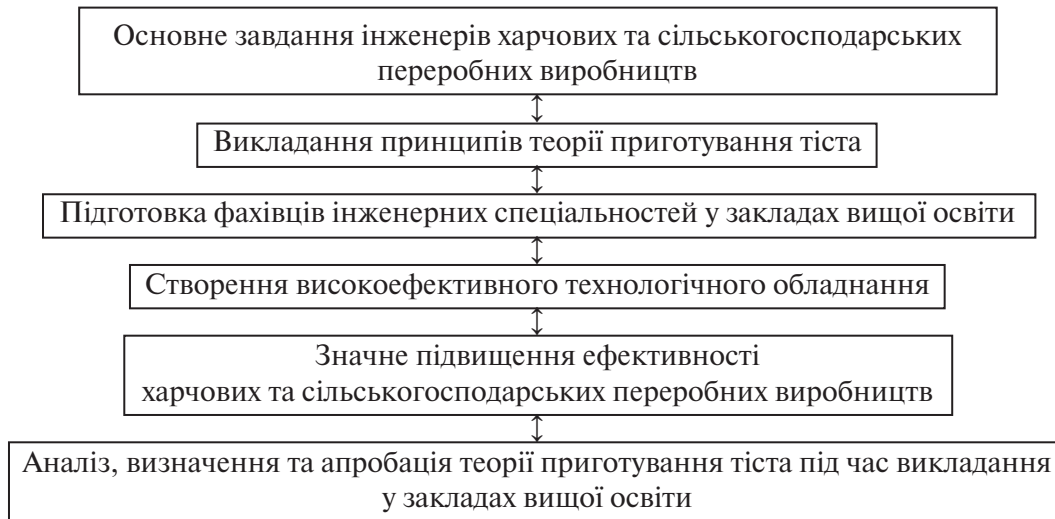 Основне завдання інженерів харчових та сільськогосподарських
переробних виробництв
Викладання принципів теорії приготування тіста
Підготовка фахівців інженерних спеціальностей у закладах вищої освіти
Створення високоефективного технологічного обладнання
Значне підвищення ефективності
харчових та сільськогосподарських переробних виробництв
Аналіз, визначення та апробація теорії приготування тіста під час викладання
у закладах вищої освіти